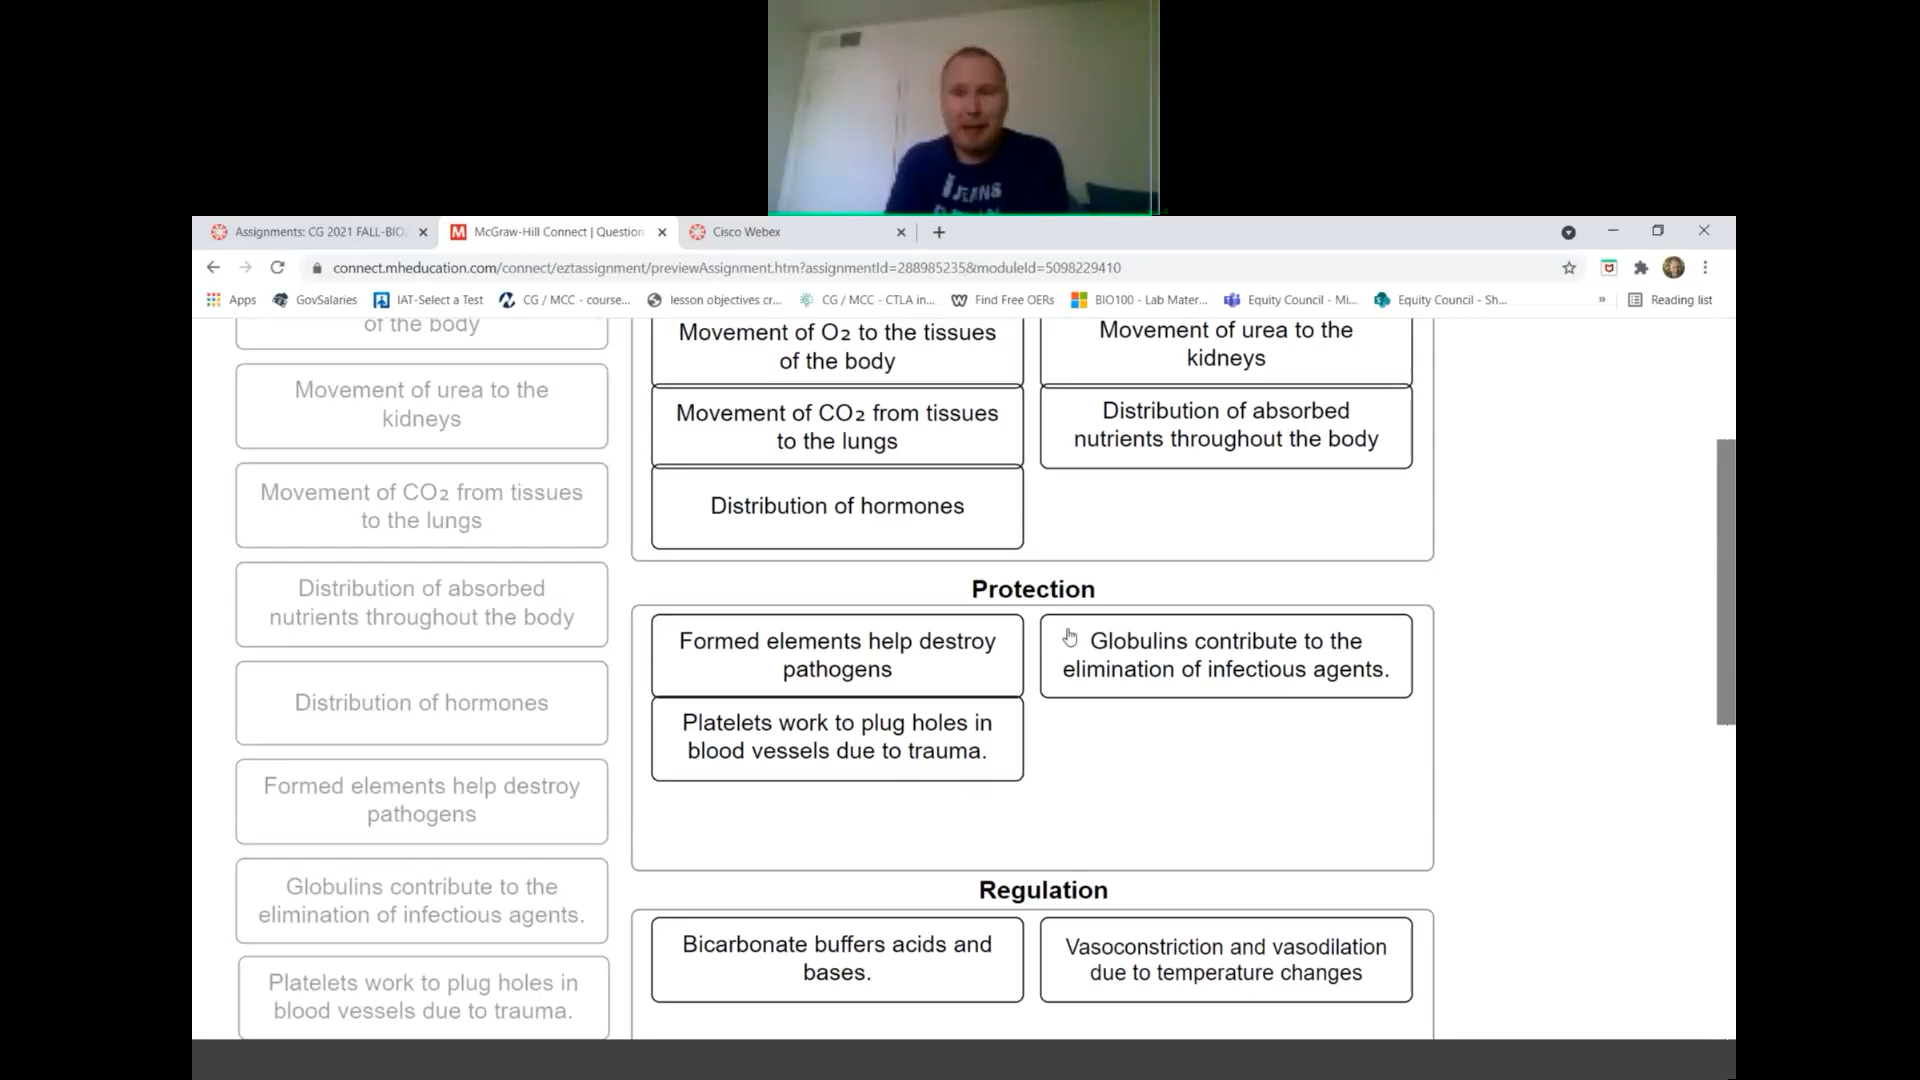 JEANS
Assignments: CG 2021 FALL-BIO
McGraw-Hill Connect | Question
Cisco Webex
connect.mheducation.com/connect/eztassignment/previewAssignment.htm?assignmentId=288985235&moduleId=5098229410
Apps GovSalaries IAT-Select a Test CG / MCC - course... lesson objectives cr... CG / MCC - CTLA in... Find Free OERs BIO100 - Lab Mater... Equity Council - Mi... Equity Council - Sh... » Reading list
of the body
Movement of urea to the
kidneys
Movement of CO2 from tissues
to the lungs
Distribution of absorbed
nutrients throughout the body
Distribution of hormones
Formed elements help destroy
pathogens
Globulins contribute to the
elimination of infectious agents.
Platelets work to plug holes in
blood vessels due to trauma.
Movement of O2 to the tissues
of the body
Movement of urea to the
kidneys
Movement of CO2 from tissues
to the lungs
Distribution of absorbed
nutrients throughout the body
Distribution of hormones
Protection
Formed elements help destroy
pathogens
Globulins contribute to the
elimination of infectious agents.
Platelets work to plug holes in
blood vessels due to trauma.
Regulation
Bicarbonate buffers acids and
bases.
Vasoconstriction and vasodilation
due to temperature changes